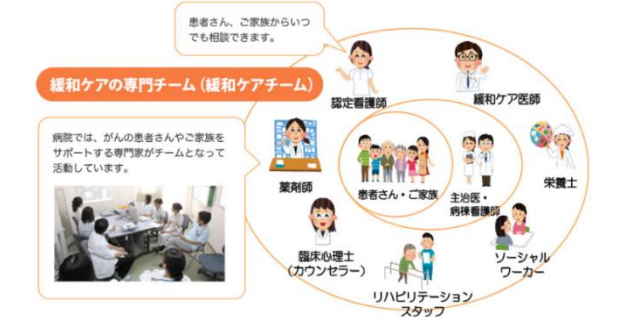 患者さん、ご家族からいつ
でも相談できます。
緩和ケアの専門チーム（緩和ケアチーム）
病院では、がんの患者さんやご家族を
サポートする専門家がチームとなって
活動しています。
認定看護師
緩和ケア医師
薬剤師
患者さん・ご家族
主治医・
病棟看護師
栄養士
臨床心理士
（カウンセラー）
リハビリテーション
スタッフ
ソーシャル
ワーカー